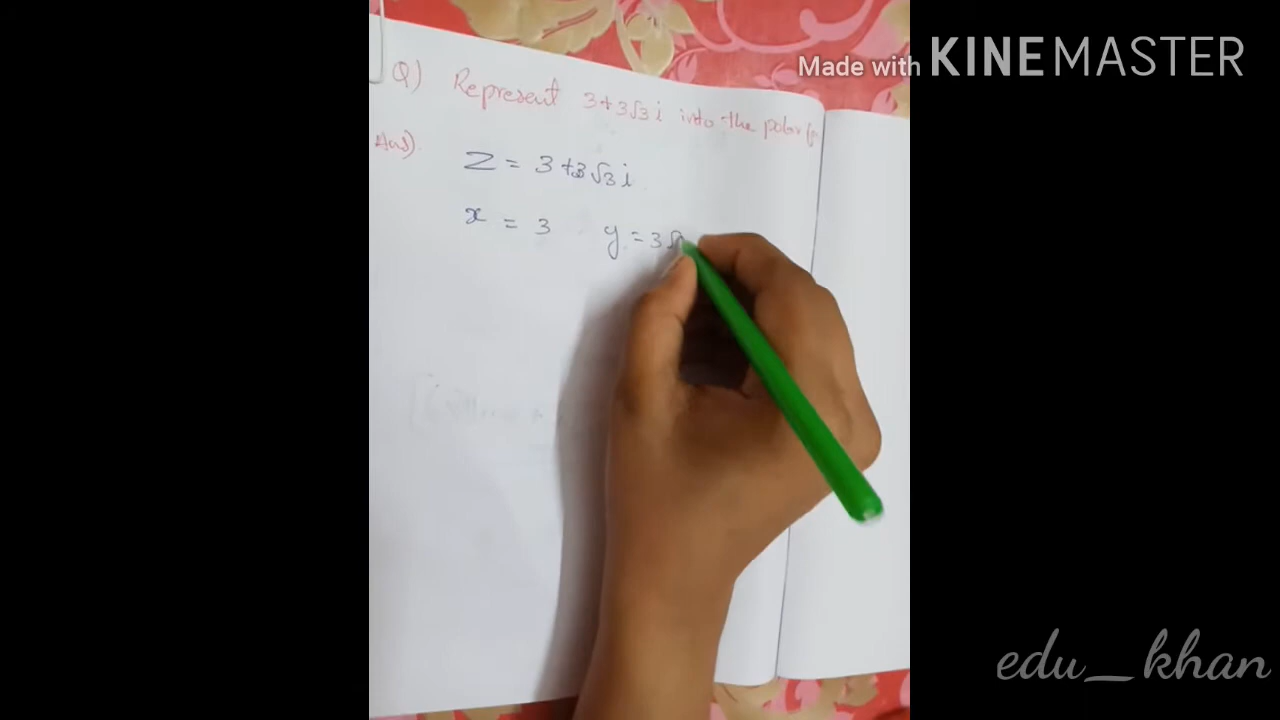 Made with KINEMASTER
Q) Represent 3+3√3 i into the polar
Ans).
Z = 3+3√3 i
x = 3 y = 3√
edu_khan